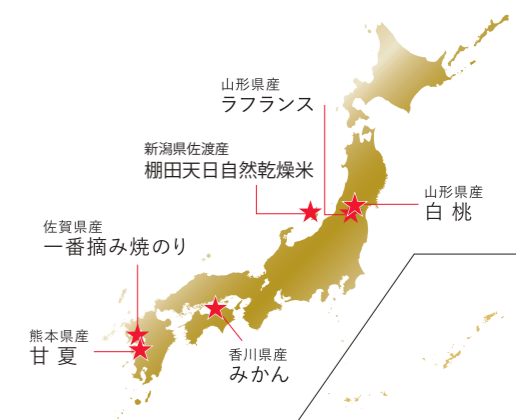 山形県産
ラフランス
新潟県佐渡産
棚田天日自然乾燥米
山形県産
白桃
佐賀県産
一番摘み焼のり
熊本県産
甘夏
香川県産
みかん